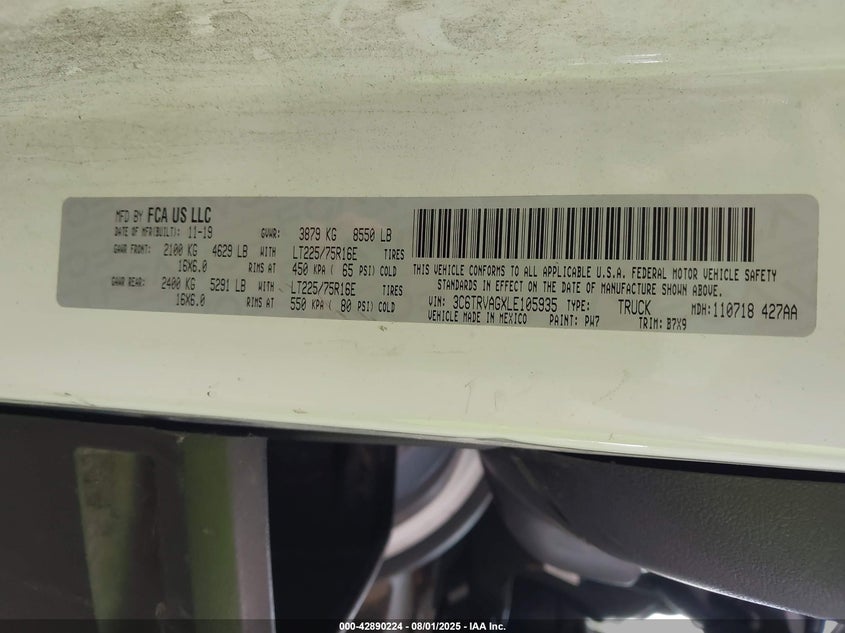 MFD BY FCA US LLC
DATE OF MFR(BUILT): 11-19 GVWR: 3879 KG 8550 LB
GAWR FRONT: 2100 KG 4629 LB WITH LT225/75R16E TIRES
16X6.0 RIMS AT 450 KPA ( 65 PSI) COLD
GAWR REAR: 2400 KG 5291 LB WITH LT225/75R16E TIRES
16X6.0 RIMS AT 550 KPA ( 80 PSI) COLD
THIS VEHICLE CONFORMS TO ALL APPLICABLE U.S.A. FEDERAL MOTOR VEHICLE SAFETY
STANDARDS IN EFFECT ON THE DATE OF MANUFACTURE SHOWN ABOVE.
VIN: 3C6TRVAGXLE105935 TYPE: TRUCK MDH: 110718 427AA
VEHICLE MADE IN MEXICO PAINT: PW7 TRIM: B7X9
000-42890224 - 08/01/2025 - IAA Inc.